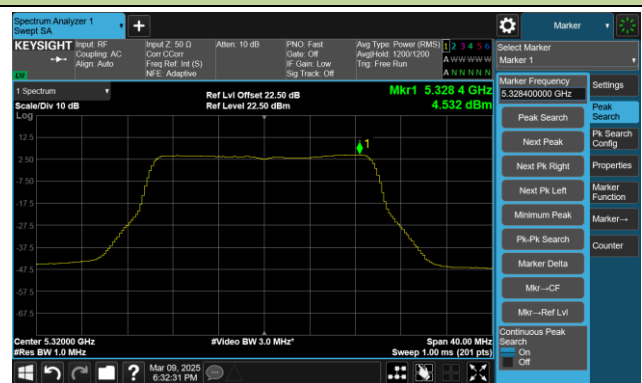 Spectrum Analyzer 1
Swept SA
+
Marker
KEYSIGHT
Input: RF
Coupling: AC
Align: Auto
Input Z: 50 Ω
Corr CCorr
Freq Ref: Int (S)
NFE: Adaptive
Atten: 10 dB
PNO: Fast
Gate: Off
IF Gain: Low
Sig Track: Off
Avg Type: Power (RMS)
Avg|Hold: 1200/1200
Trig: Free Run
1 2 3 4 5 6
A W W W W W
A N N N N N
Select Marker
Marker 1
1 Spectrum
Scale/Div 10 dB
Log
Ref Lvl Offset 22.50 dB
Ref Level 22.50 dBm
Mkr1 5.328 4 GHz
4.532 dBm
12.5
2.50
-7.50
-17.5
-27.5
-37.5
-47.5
-57.5
-67.5
1
Center 5.32000 GHz
#Res BW 1.0 MHz
#Video BW 3.0 MHz*
Span 40.00 MHz
Sweep 1.00 ms (201 pts)
Marker Frequency
5.328400000 GHz
Peak Search
Next Peak
Next Pk Right
Next Pk Left
Minimum Peak
Pk-Pk Search
Marker Delta
Mkr→CF
Mkr→Ref Lvl
Continuous Peak
Search
On
Off
Settings
Peak
Search
Pk Search
Config
Properties
Marker
Function
Marker→
Counter
?
Mar 09, 2025
6:32:31 PM